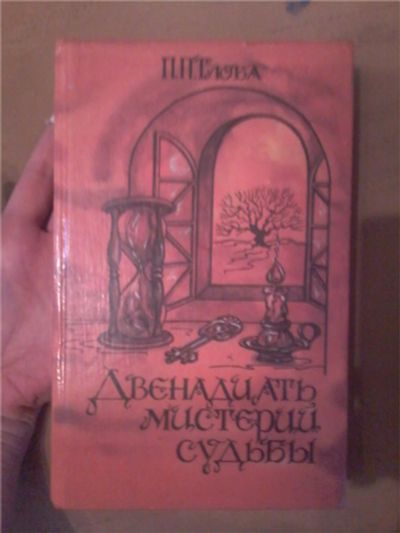 П.П.Глоба
Двенадцать
мистерий
судьбы